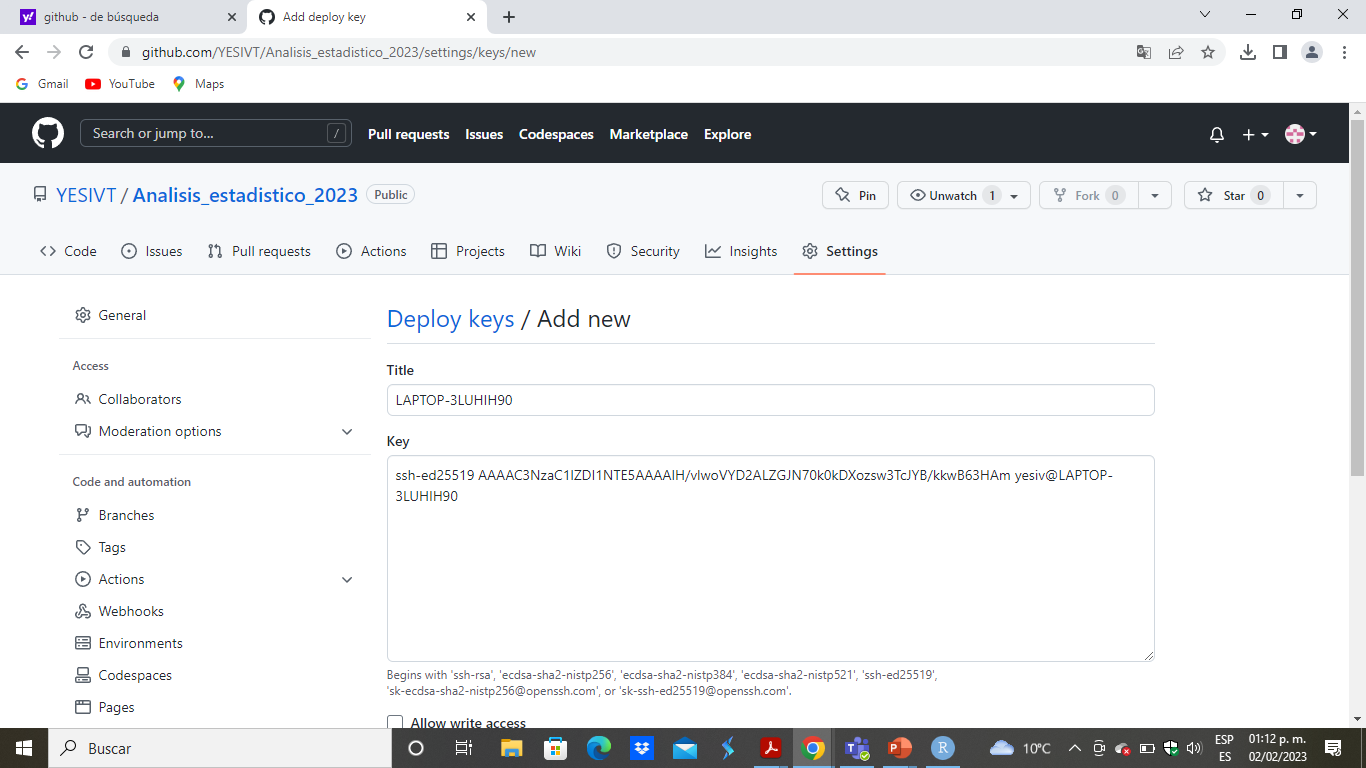 github - de búsqueda
Add deploy key
github.com/YESIVT/Analisis_estadistico_2023/settings/keys/new
Gmail
YouTube
Maps
Search or jump to...
/
Pull requests
Issues
Codespaces
Marketplace
Explore
YESIVT / Analisis_estadistico_2023
Public
Pin
Unwatch 1
Fork 0
Star 0
Code
Issues
Pull requests
Actions
Projects
Wiki
Security
Insights
Settings
General
Access
Collaborators
Moderation options
Code and automation
Branches
Tags
Actions
Webhooks
Environments
Codespaces
Pages
Deploy keys / Add new
Title
LAPTOP-3LUHIH90
Key
ssh-ed25519 AAAAC3NzaC1lZDI1NTE5AAAAIH/vlwoVYD2ALZGJN70k0kDXozsw3TcJYB/kkwB63HAm yesiv@LAPTOP-
3LUHIH90
Begins with 'ssh-rsa', 'ecdsa-sha2-nistp256', 'ecdsa-sha2-nistp384', 'ecdsa-sha2-nistp521', 'ssh-ed25519',
'sk-ecdsa-sha2-nistp256@openssh.com', or 'sk-ssh-ed25519@openssh.com'.
Allow write access
Buscar
10°C
ESP
ES
01:12 p. m.
02/02/2023